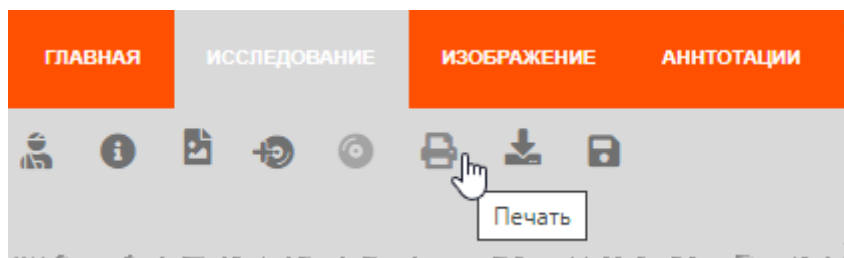 ГЛАВНАЯ ИССЛЕДОВАНИЕ ИЗОБРАЖЕНИЕ АННТОТАЦИИ
Печать